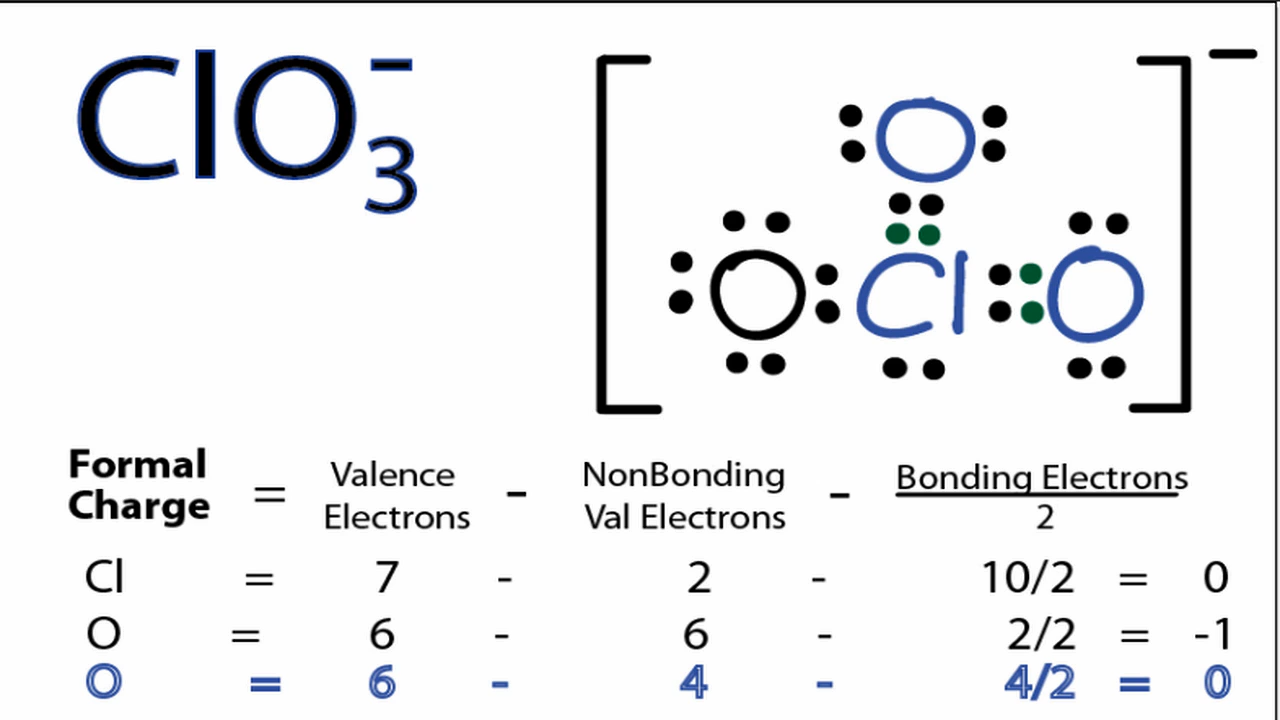 ClO3-
[ O ] -
O Cl O
Formal Charge = Valence Electrons - NonBonding Val Electrons - Bonding Electrons / 2
Cl = 7 - 2 - 10/2 = 0
O = 6 - 6 - 2/2 = -1
O = 6 - 4 - 4/2 = 0